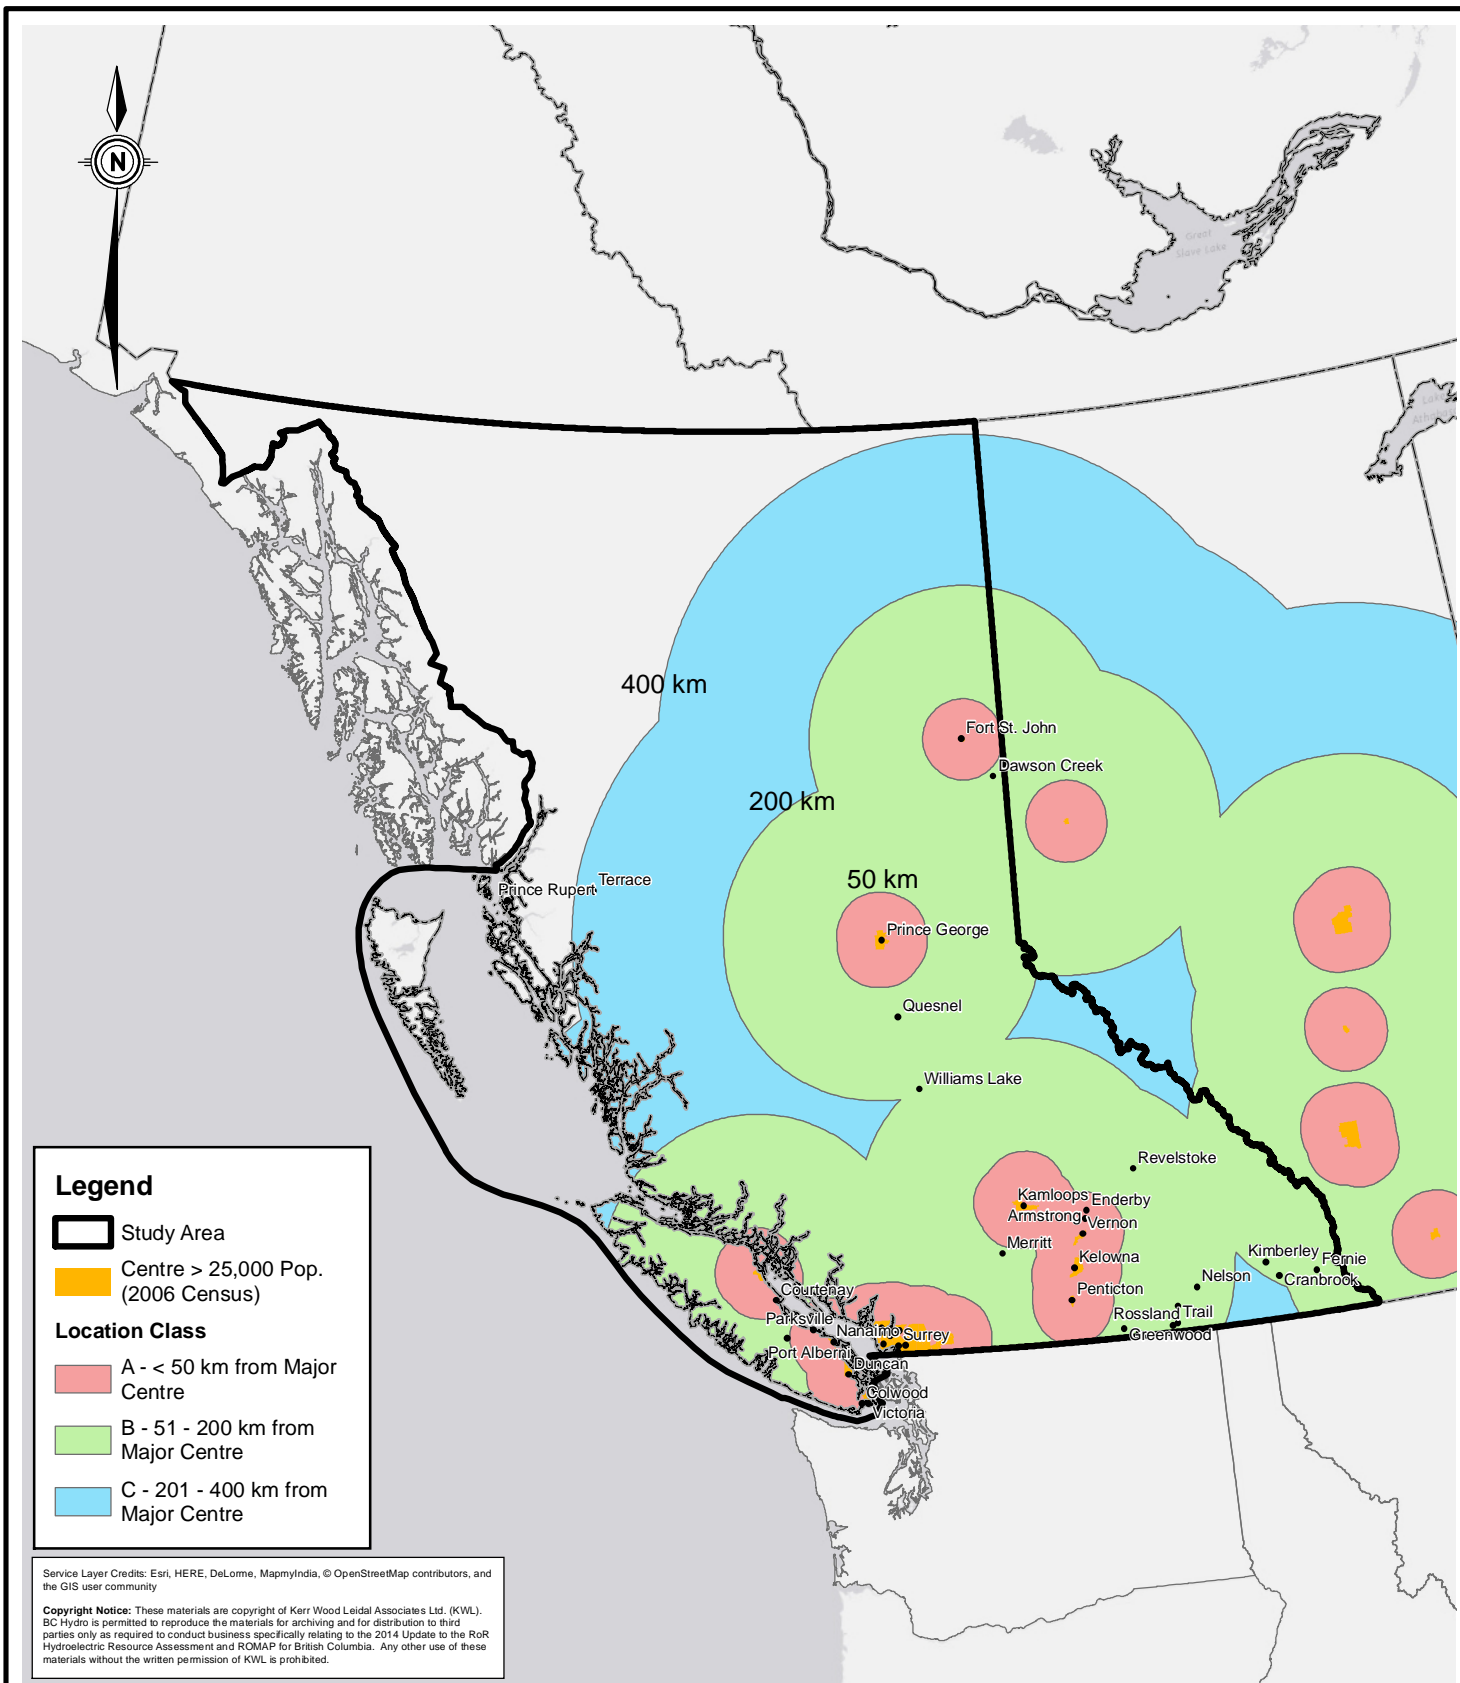 N
Great
Slave Lake
Lake
Athabasca
400 km
Fort St. John
Dawson Creek
200 km
50 km
Terrace
Prince Rupert
Prince George
Quesnel
Williams Lake
Revelstoke
Kamloops
Enderby
Armstrong
Vernon
Merritt
Kelowna
Kimberley
Fernie
Cranbrook
Nelson
Penticton
Courtenay
Rossland
Trail
Parksville
Nanaimo
Surrey
Greenwood
Port Alberni
Duncan
Colwood
Victoria
Legend
Study Area
Centre > 25,000 Pop.
(2006 Census)
Location Class
A - < 50 km from Major
Centre
B - 51 - 200 km from
Major Centre
C - 201 - 400 km from
Major Centre
Service Layer Credits: Esri, HERE, DeLorme, MapmyIndia, © OpenStreetMap contributors, and
the GIS user community
Copyright Notice: These materials are copyright of Kerr Wood Leidal Associates Ltd. (KWL).
BC Hydro is permitted to reproduce the materials for archiving and for distribution to third
parties only as required to conduct business specifically relating to the 2014 Update to the RoR
Hydroelectric Resource Assessment and ROMAP for British Columbia. Any other use of these
materials without the written permission of KWL is prohibited.